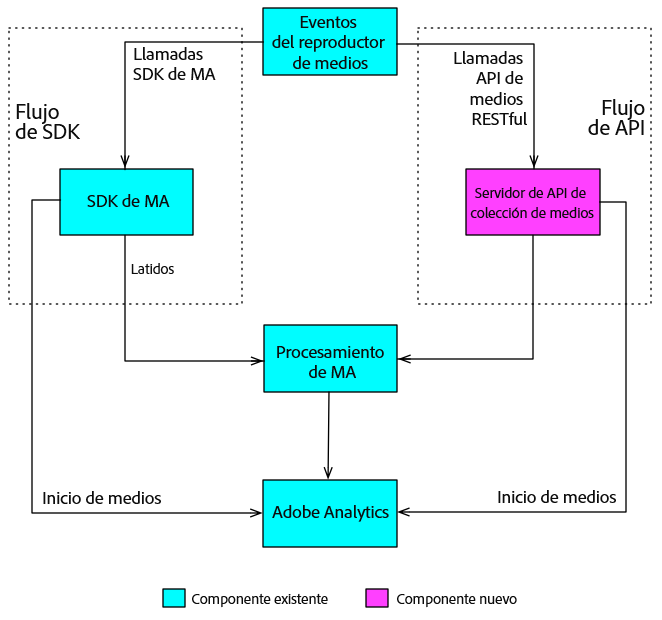 Eventos
del reproductor
de medios
Llamadas
SDK de MA
Llamadas
API de
medios
RESTful
Flujo
de SDK
Flujo
de API
SDK de MA
Servidor de API de
colección de medios
Latidos
Procesamiento
de MA
Inicio de medios
Inicio de medios
Adobe Analytics
Componente existente
Componente nuevo